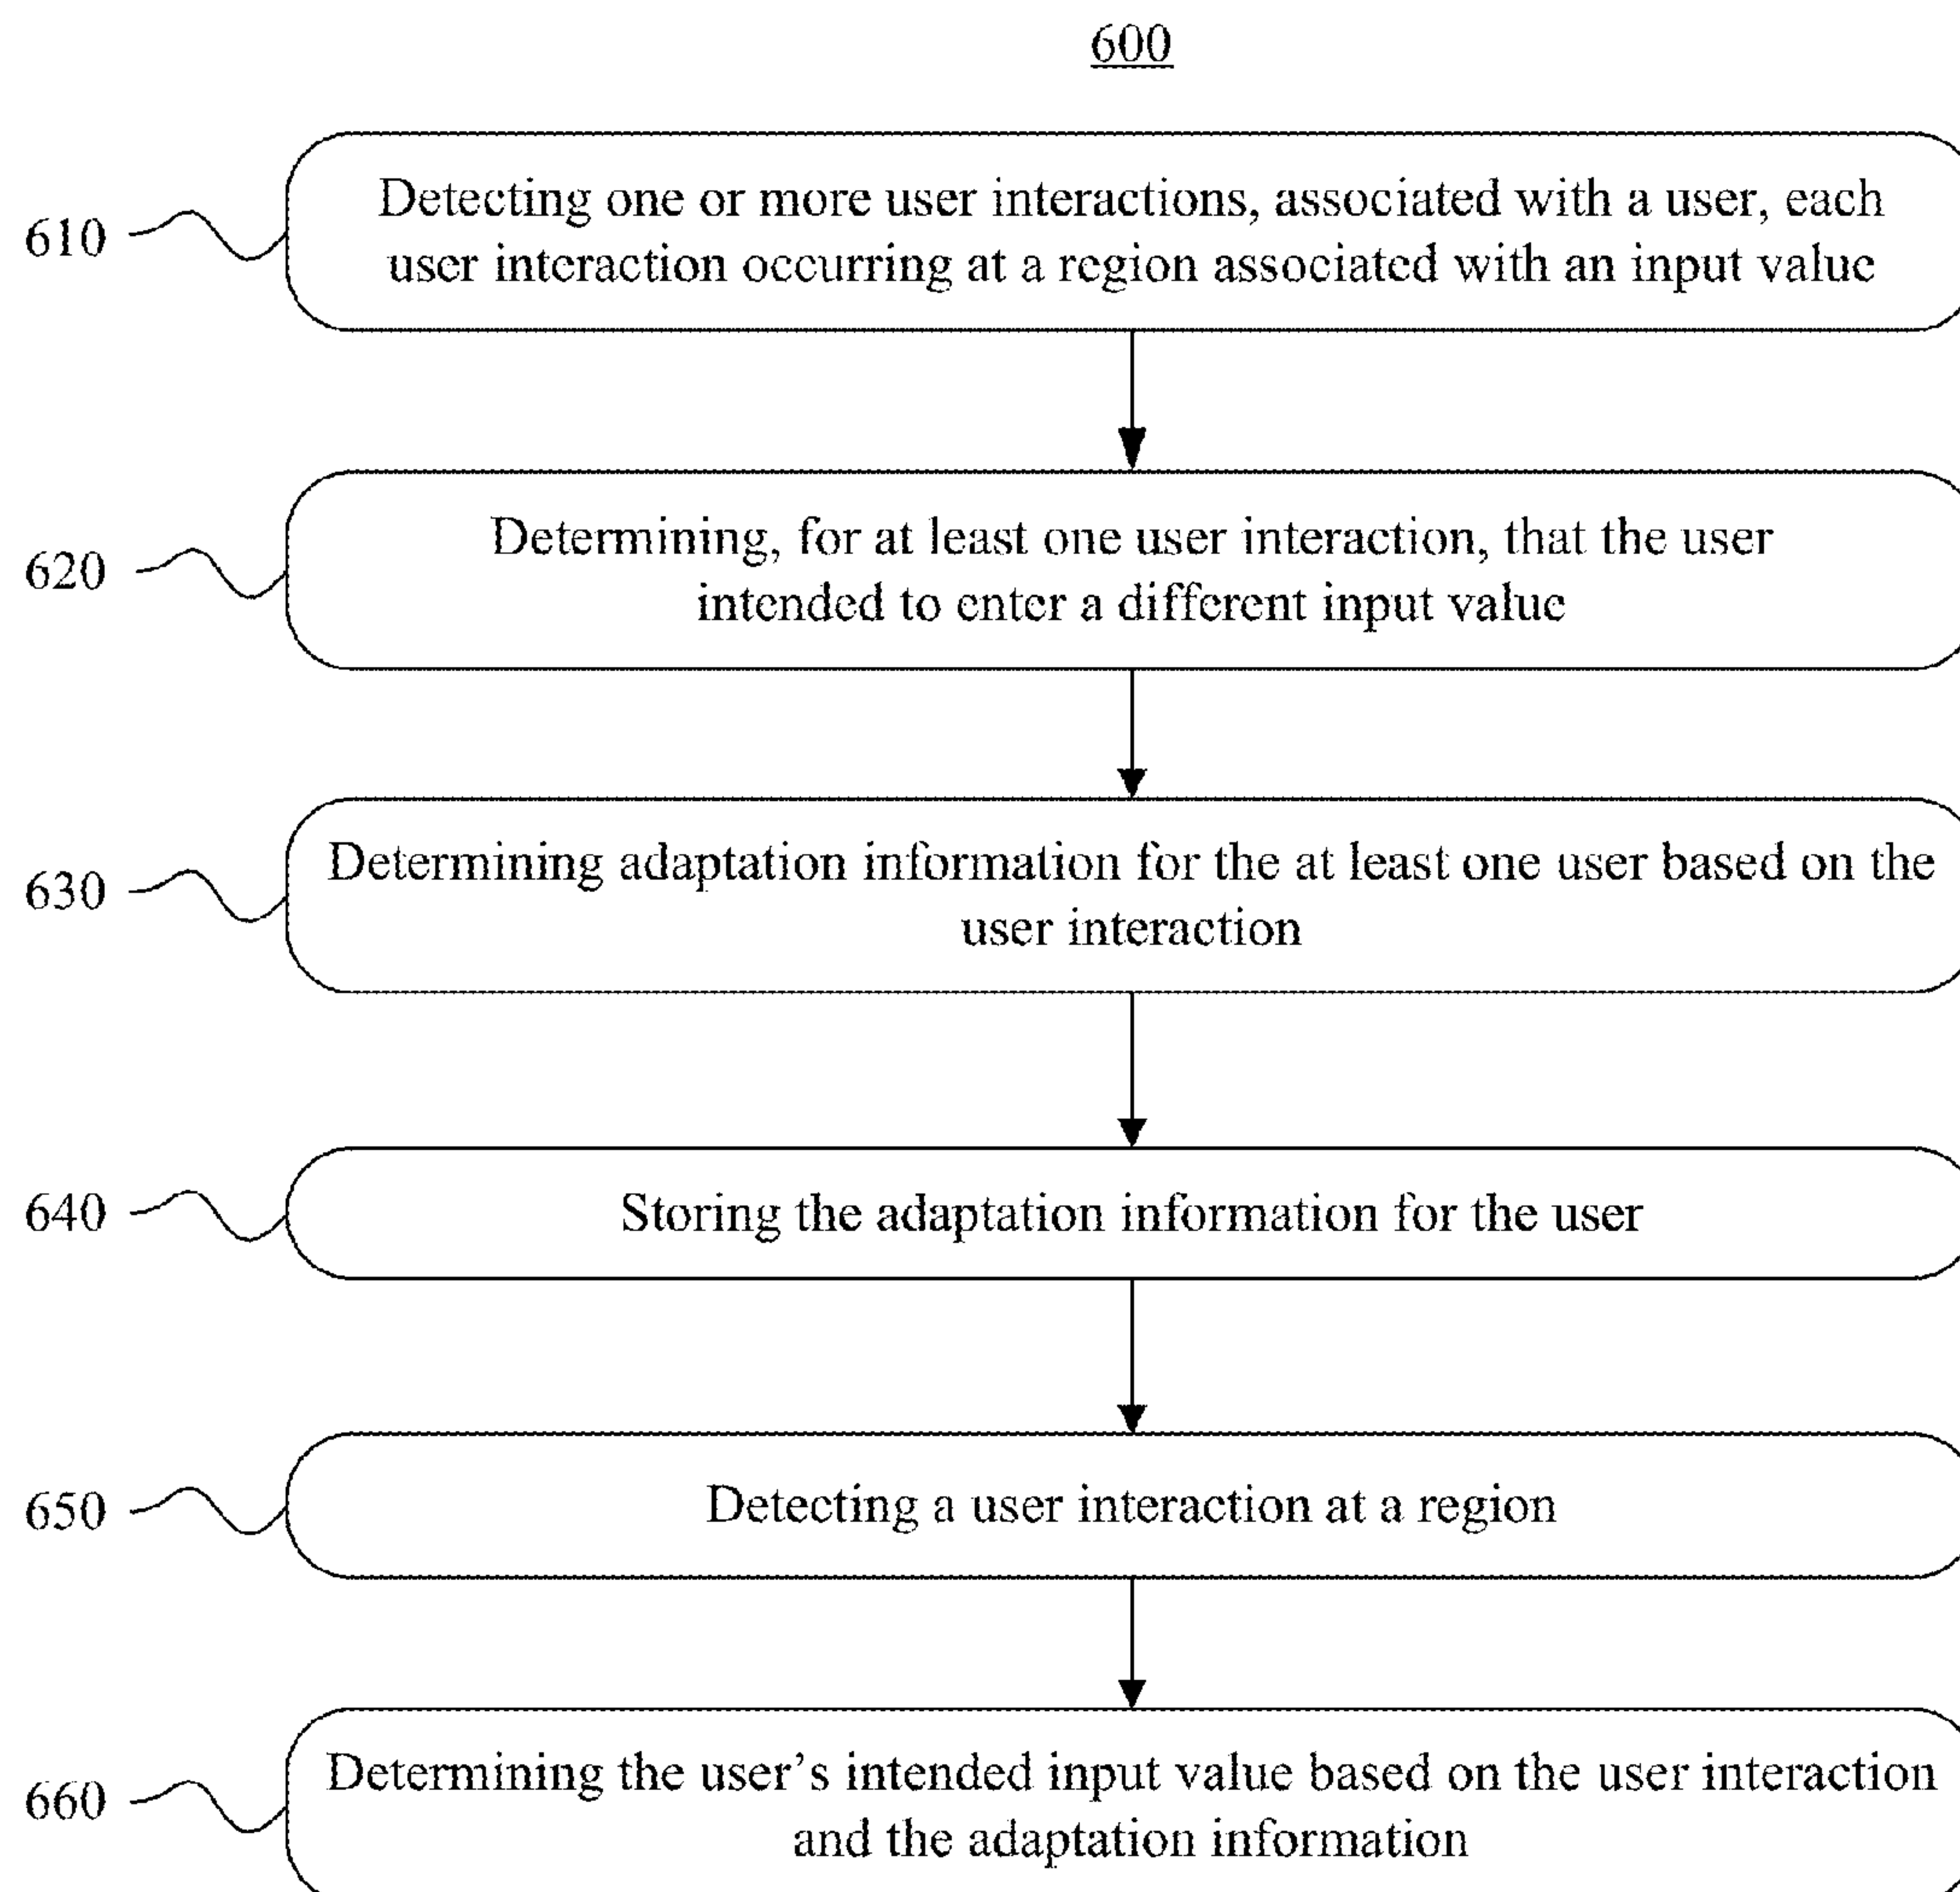 600
610
Detecting one or more user interactions, associated with a user, each
user interaction occurring at a region associated with an input value
620
Determining, for at least one user interaction, that the user
intended to enter a different input value
630
Determining adaptation information for the at least one user based on the
user interaction
640
Storing the adaptation information for the user
650
Detecting a user interaction at a region
660
Determining the user’s intended input value based on the user interaction
and the adaptation information